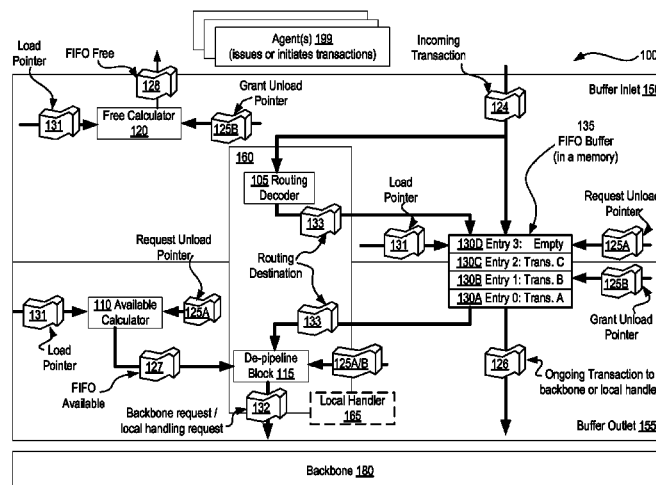 Agent(s) 199
(issues or initiates transactions)
100
Load
Pointer
FIFO Free
128
Grant Unload
Pointer
Incoming
Transaction
124
Buffer Inlet 150
131
Free Calculator
120
125B
135
FIFO Buffer
(in a memory)
160
105 Routing
Decoder
133
Load
Pointer
131
Request Unload
Pointer
125A
130D Entry 3: Empty
130C Entry 2: Trans. C
130B Entry 1: Trans. B
130A Entry 0: Trans. A
125B
Grant Unload
Pointer
Routing
Destination
133
Request Unload
Pointer
131
110 Available
Calculator
125A
Load
Pointer
127
FIFO
Available
De-pipeline
Block 115
125A/B
126
Ongoing Transaction to
backbone or local handler
132
Backbone request /
local handling request
Local Handler
165
Buffer Outlet 155
Backbone 180